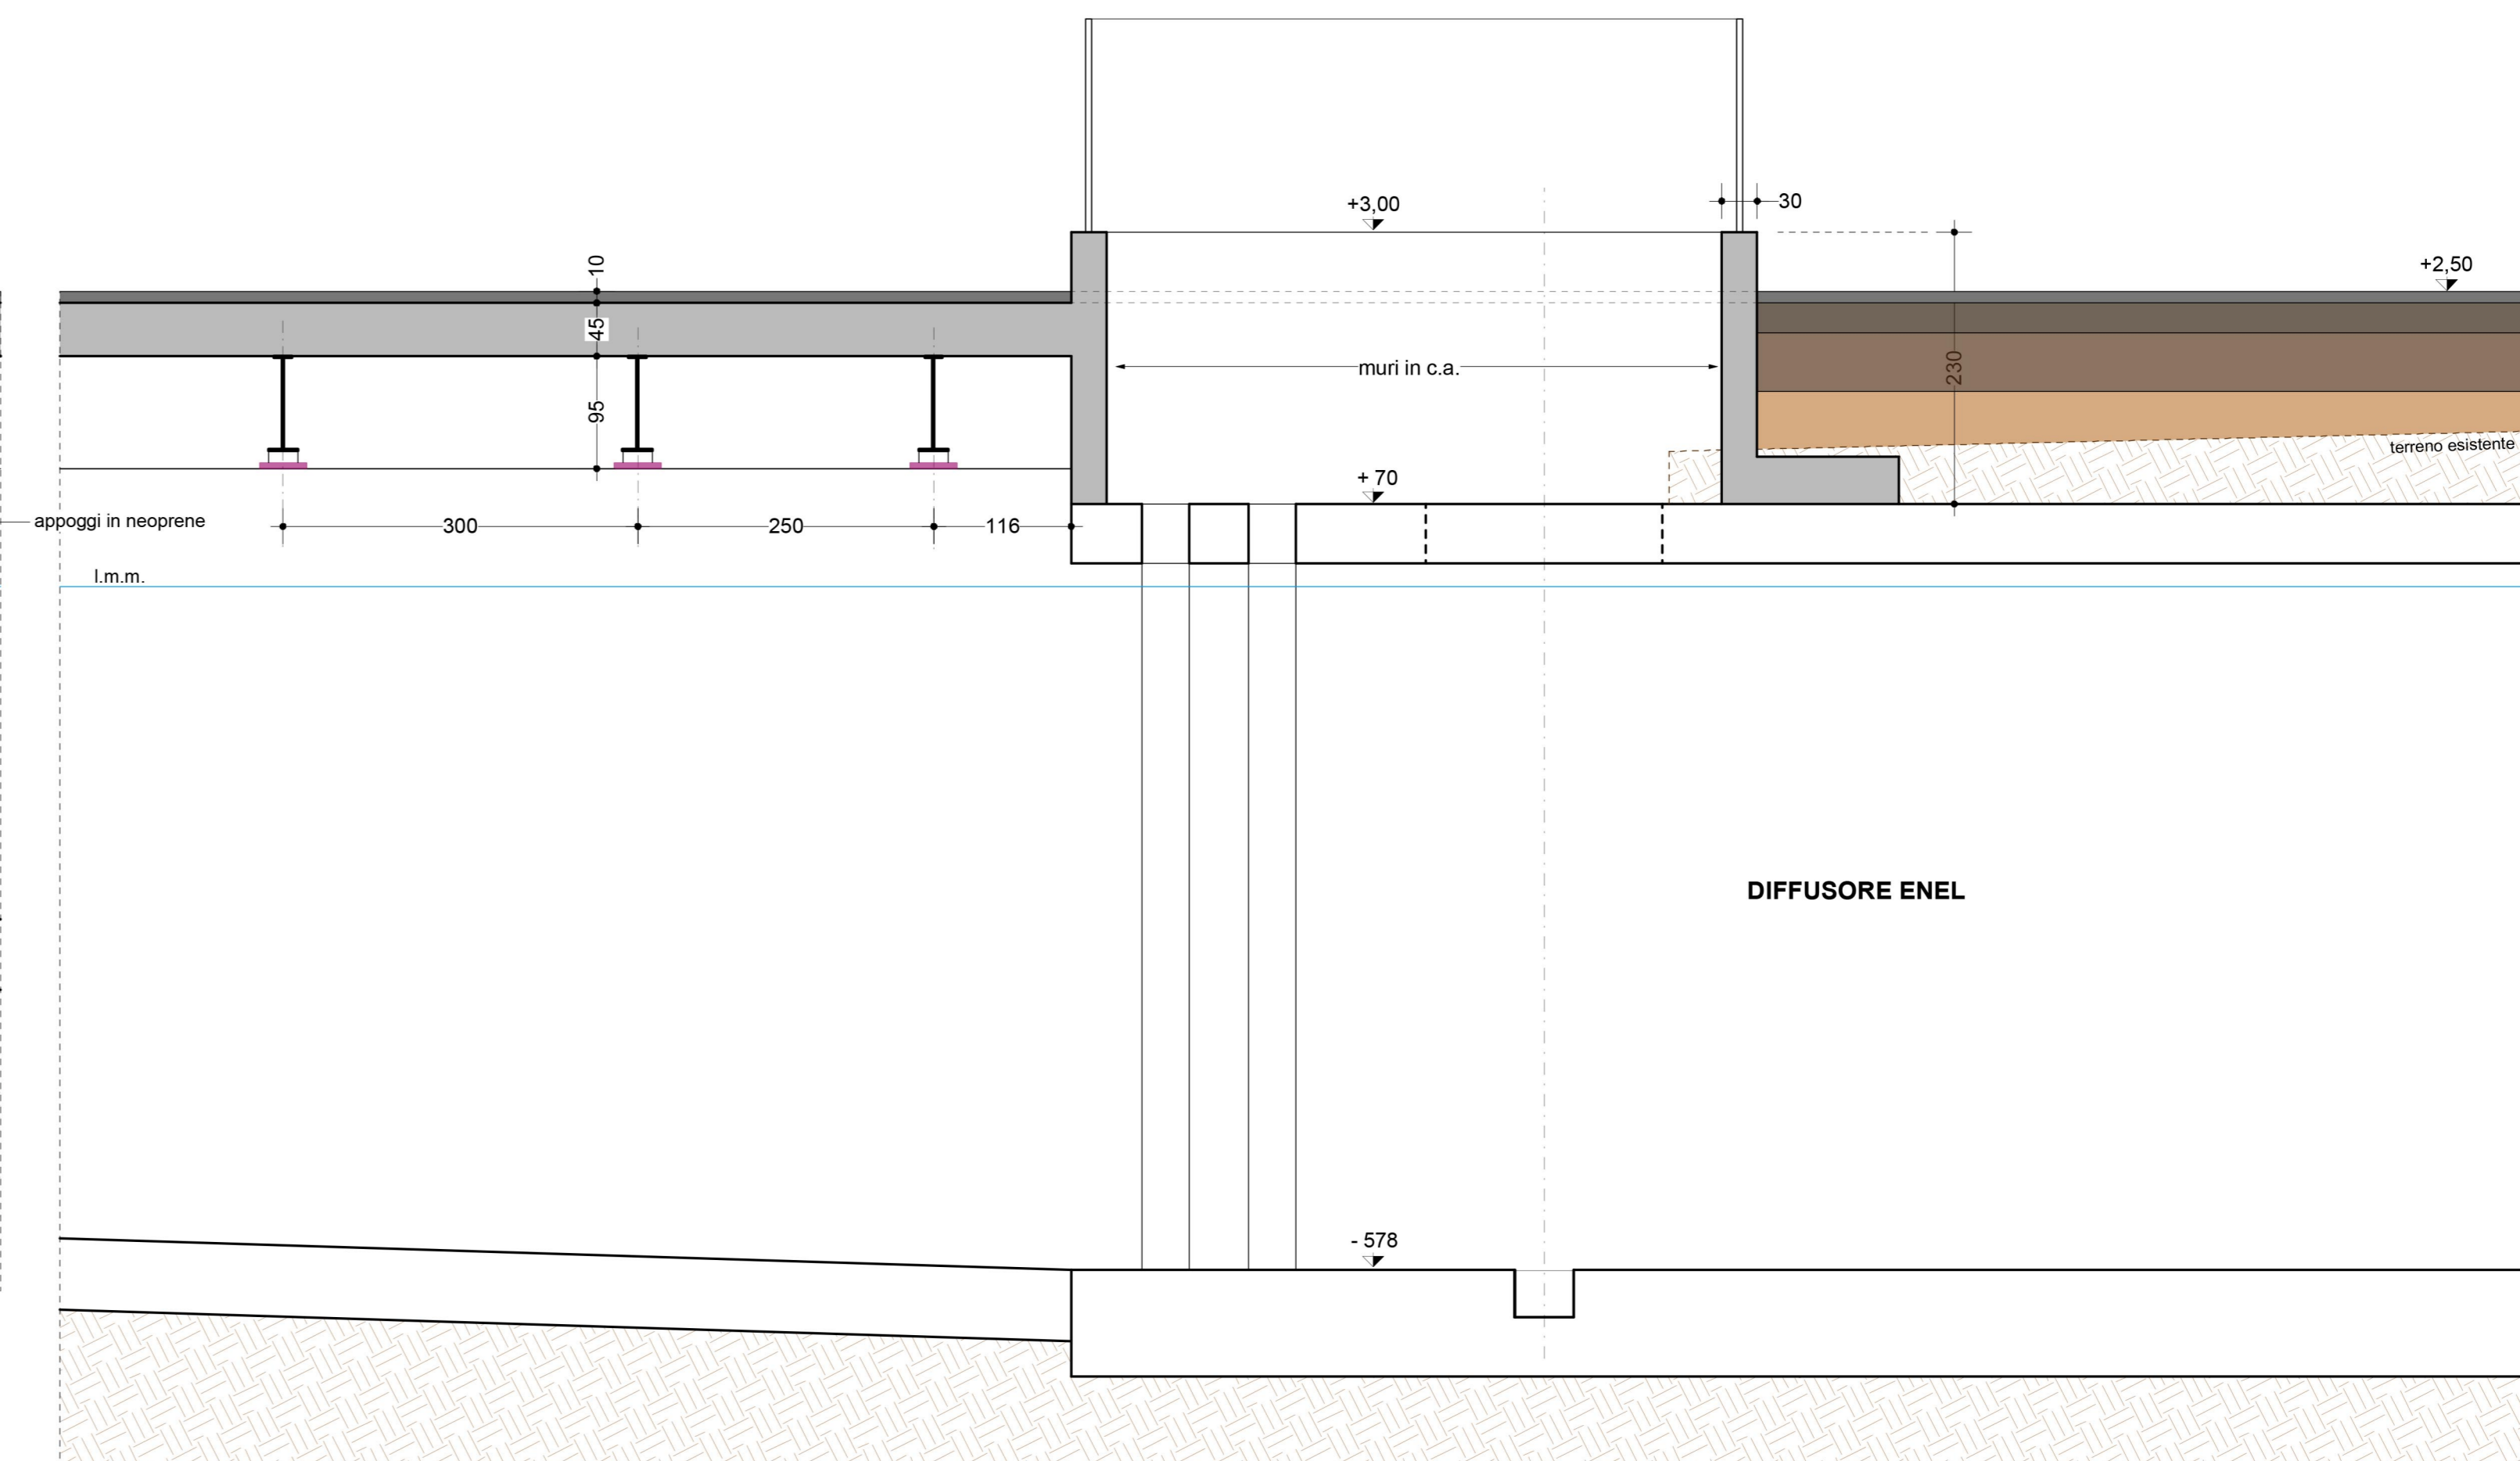 +3,00
30
+2,50
10
45
230
muri in c.a.
95
terreno esistente
+ 70
appoggi in neoprene
300
250
116
l.m.m.
DIFFUSORE ENEL
- 578